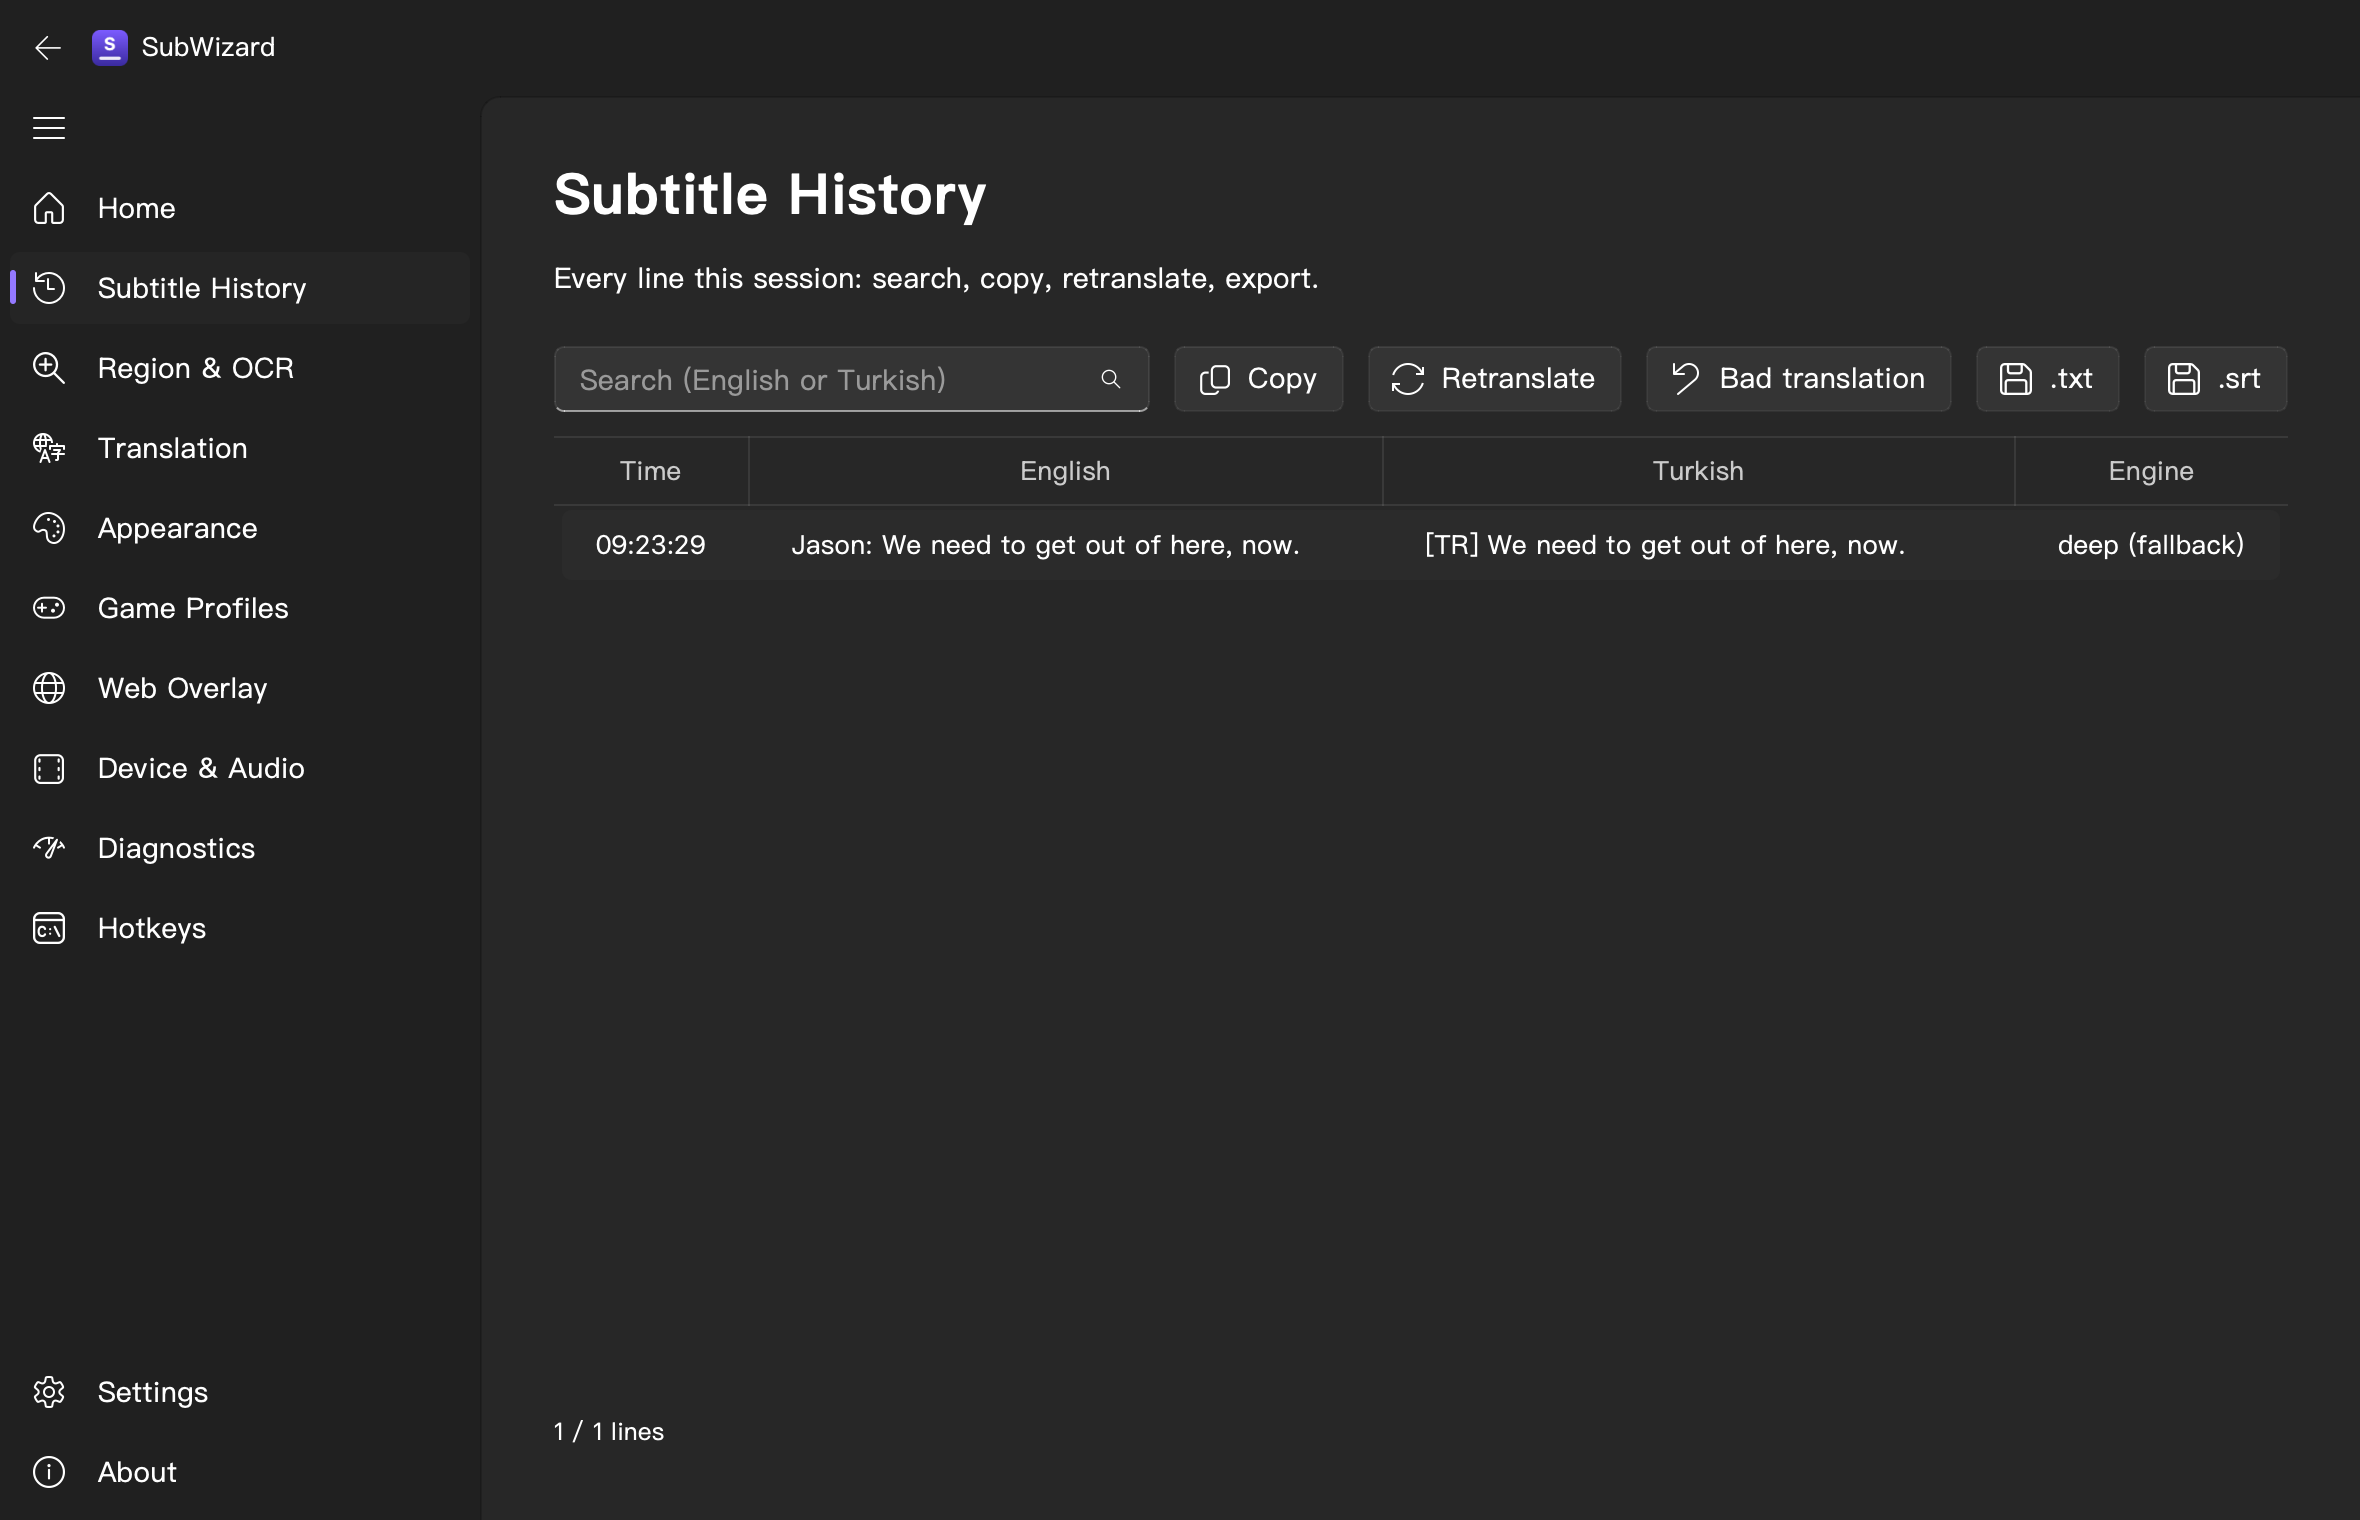 SubWizard
Home
Subtitle History
Region & OCR
Translation
Appearance
Game Profiles
Web Overlay
Device & Audio
Diagnostics
Hotkeys
Settings
About
Subtitle History
Every line this session: search, copy, retranslate, export.
Search (English or Turkish) Copy Retranslate Bad translation .txt .srt
Time English Turkish Engine
09:23:29 Jason: We need to get out of here, now. [TR] We need to get out of here, now. deep (fallback)
1 / 1 lines